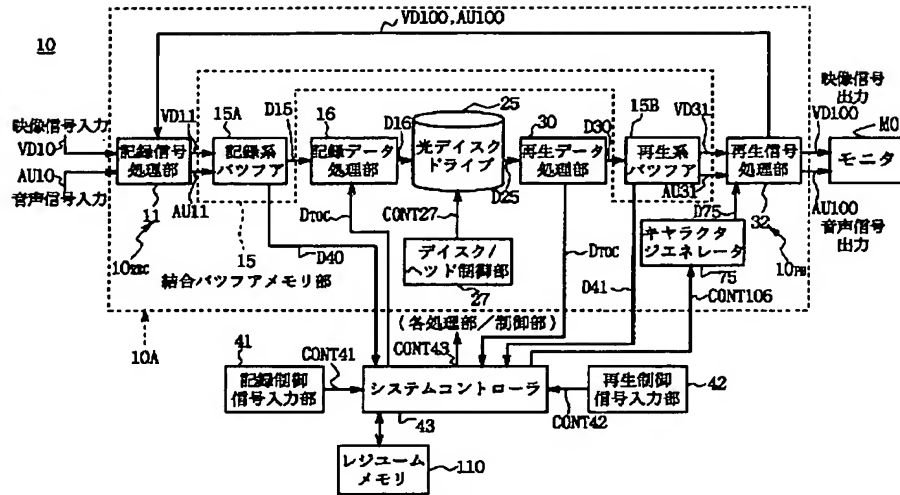 VD100,AU100
10
映像信号入力
VD10
AU10
音声信号入力
VD11
記録信号
処理部
11
AU11
10REC
15A
記録系
バツフア
D15
15
結合バツフアメモリ部
D40
16
記録データ
処理部
D16
DTOC
25
光ディスク
ドライブ
D25
CONT27
ディスク/
ヘッド制御部
27
30
再生データ
処理部
D30
DTOC
15B
再生系
バツフア
VD31
AU31
D41
再生信号
処理部
32
D75
キヤラクタ
ジエネレータ
75
10PB
CONT106
映像信号
出力
VD100
MO
モニタ
AU100
音声信号
出力
10A
(各処理部/制御部)
CONT43
41
記録制御
信号入力部
CONT41
システムコントローラ
43
再生制御
信号入力部
42
CONT42
レジューム
メモリ
110